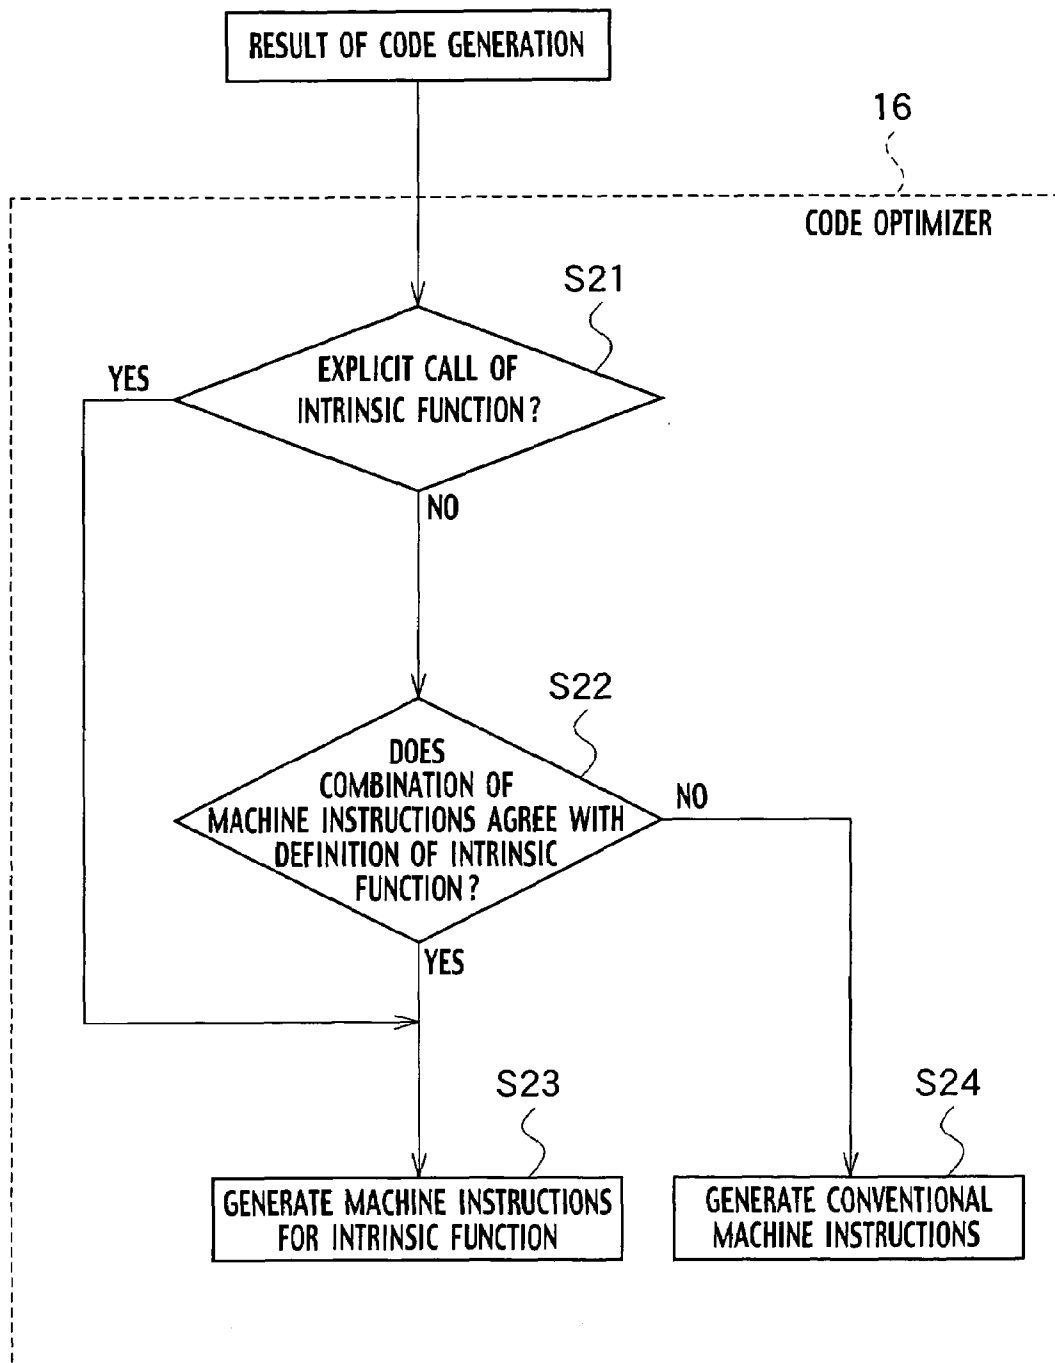 RESULT OF CODE GENERATION
16
CODE OPTIMIZER
S21
EXPLICIT CALL OF
INTRINSIC FUNCTION?
YES
NO
S22
DOES
COMBINATION OF
MACHINE INSTRUCTIONS AGREE WITH
DEFINITION OF INTRINSIC
FUNCTION?
NO
YES
S23
GENERATE MACHINE INSTRUCTIONS
FOR INTRINSIC FUNCTION
S24
GENERATE CONVENTIONAL
MACHINE INSTRUCTIONS